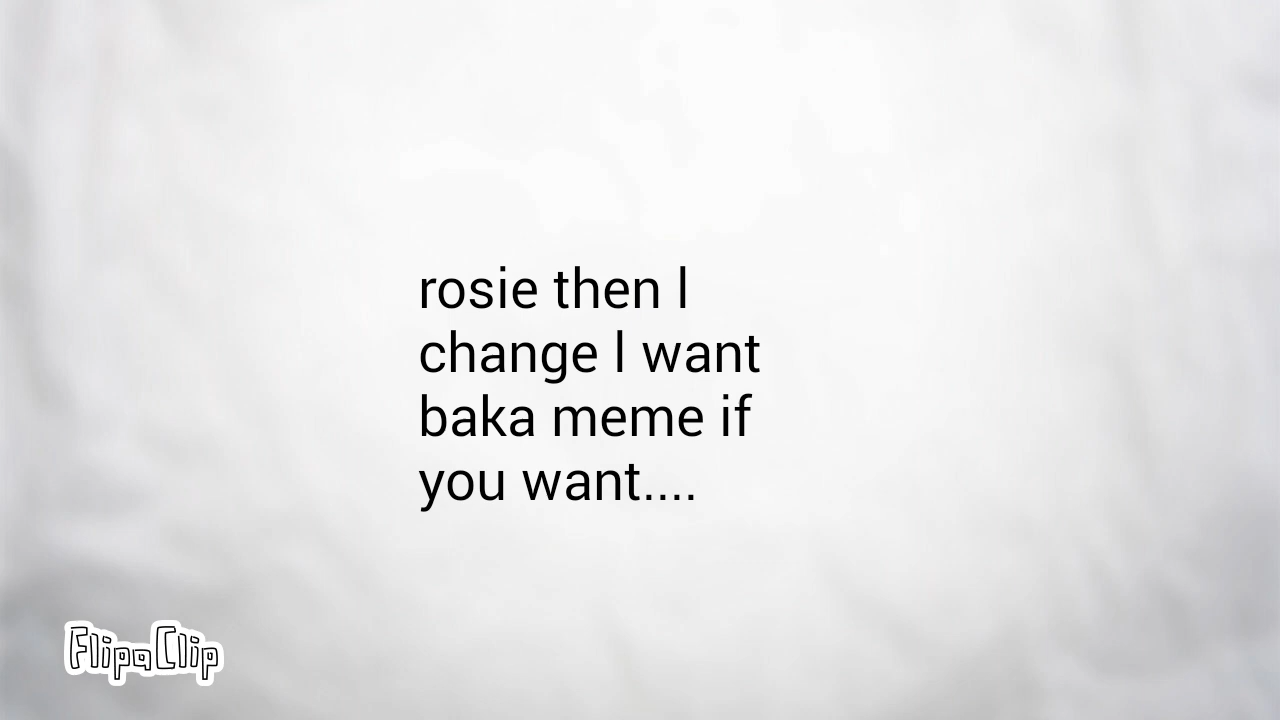 rosie then I
change I want
baka meme if
you want....
FlipaClip